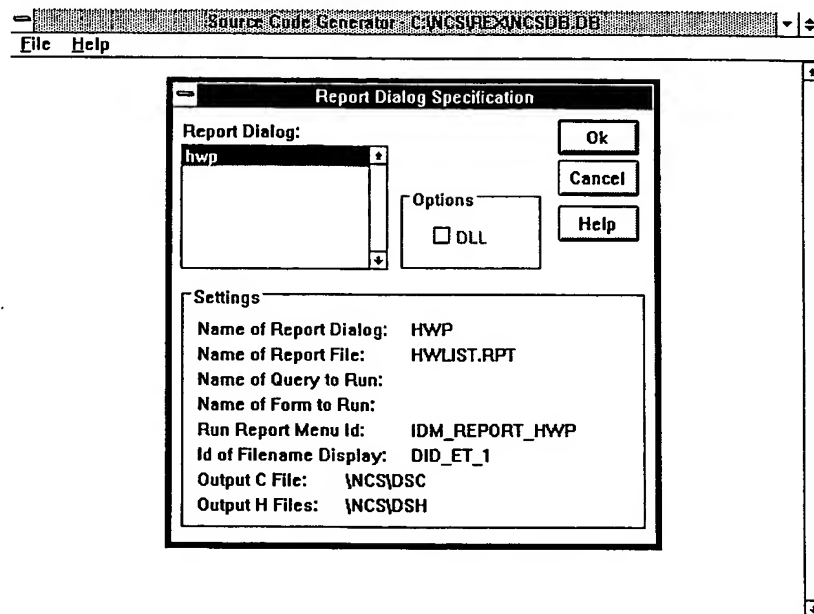 Source Code Generator - C:\NCS\REX\NCSDB.DB
File Help
Report Dialog Specification
Report Dialog:
hwp
Ok
Cancel
Help
Options
DLL
Settings
Name of Report Dialog: HWP
Name of Report File: HWLIST.RPT
Name of Query to Run:
Name of Form to Run:
Run Report Menu Id: IDM_REPORT_HWP
Id of Filename Display: DID_ET_1
Output C File: \NCS\DSC
Output H Files: \NCS\DSH